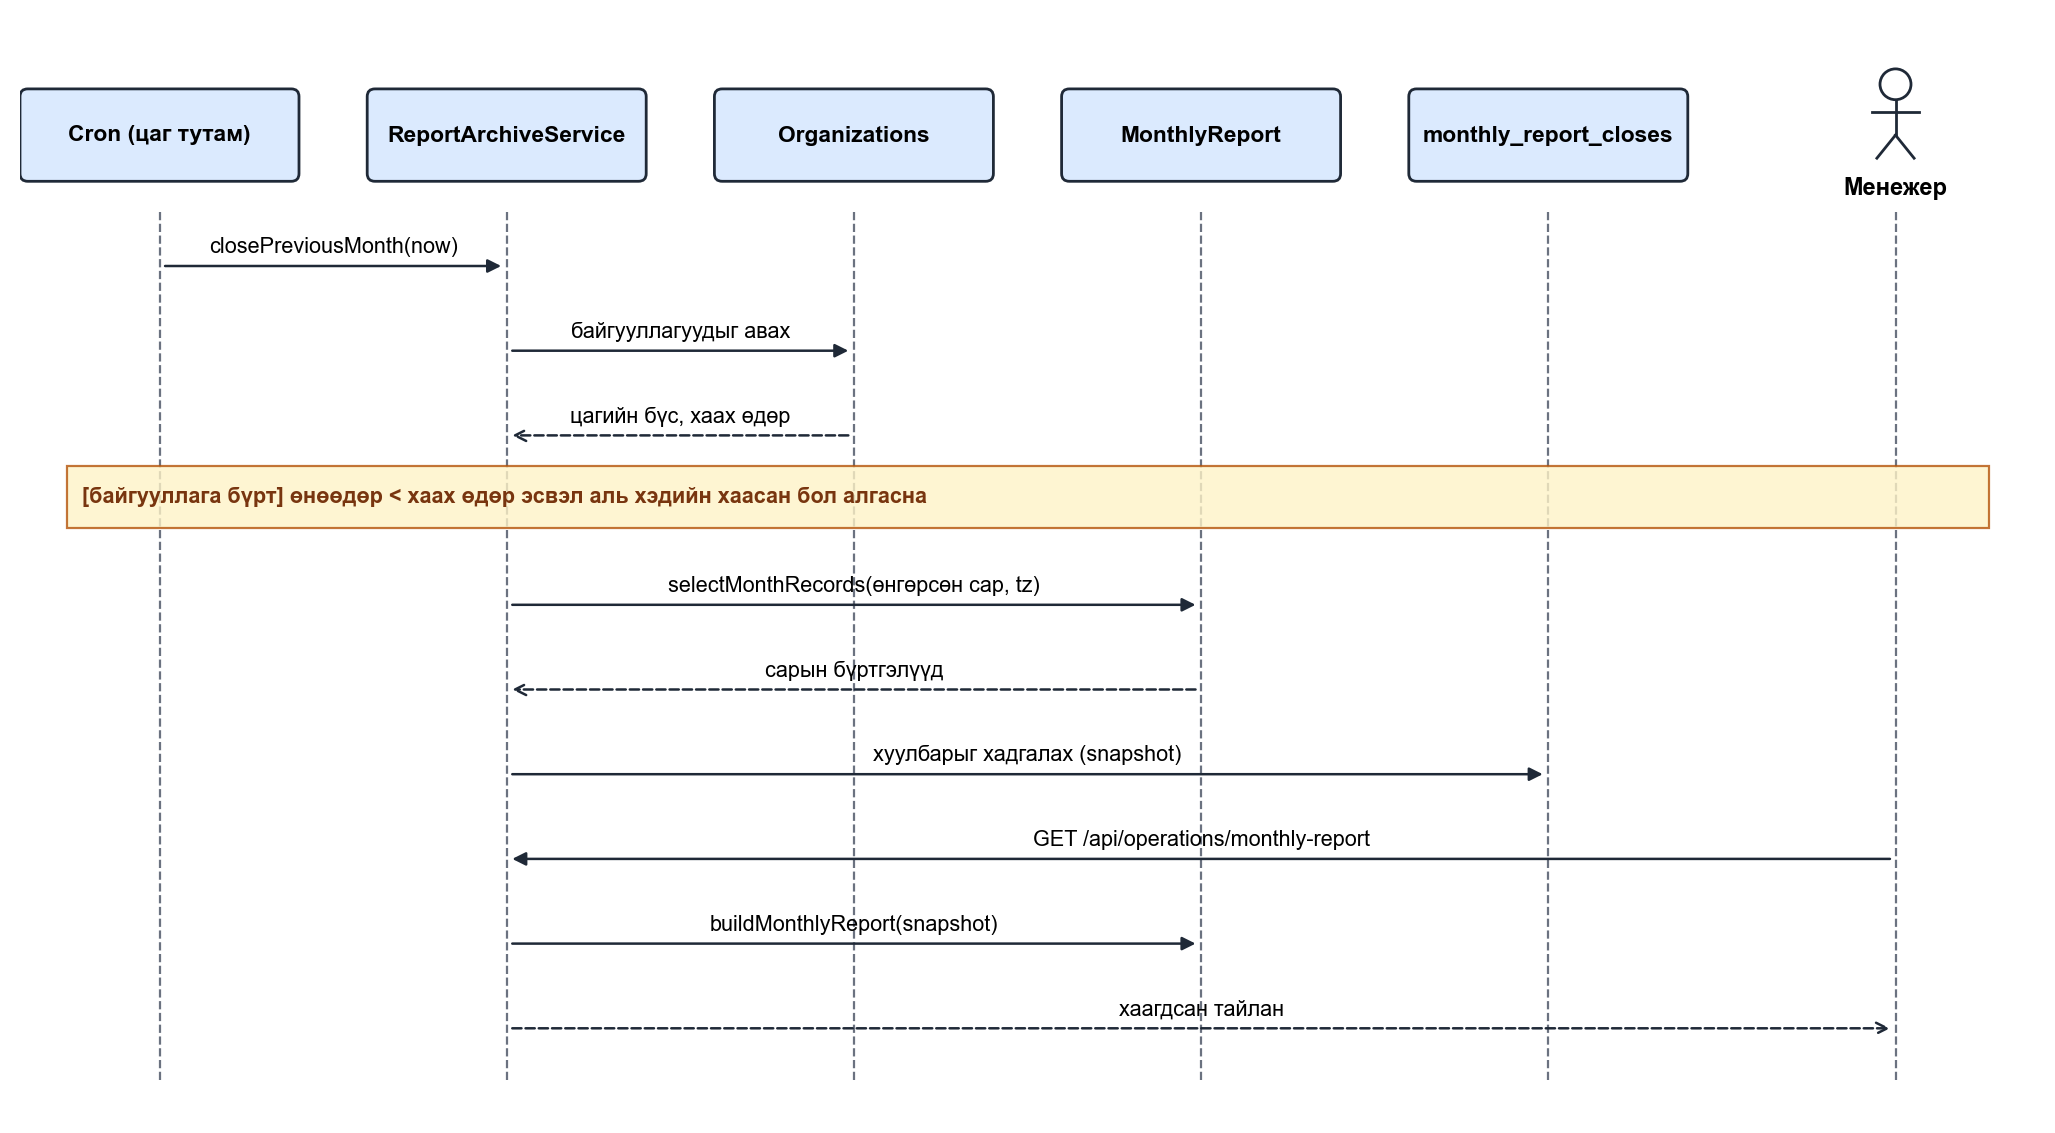 Cron (цаг тутам)
ReportArchiveService
Organizations
MonthlyReport
monthly_report_closes
Менежер
closePreviousMonth(now)
байгууллагуудыг авах
цагийн бүс, хаах өдөр
[байгууллага бүрт] өнөөдөр < хаах өдөр эсвэл аль хэдийн хаасан бол алгасна
selectMonthRecords(өнгөрсөн сар, tz)
сарын бүртгэлүүд
хуулбарыг хадгалах (snapshot)
GET /api/operations/monthly-report
buildMonthlyReport(snapshot)
хаагдсан тайлан